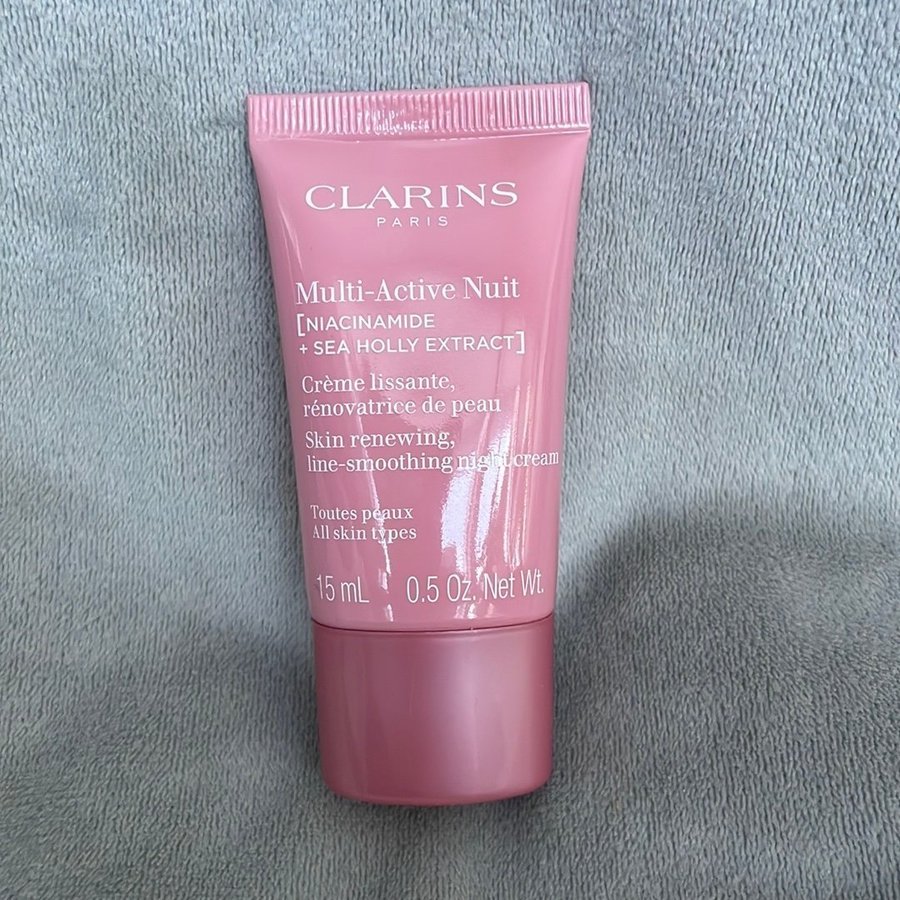 CLARINS
PARIS
Multi-Active Nuit
[NIACINAMIDE
+ SEA HOLLY EXTRACT]
Crème lissante,
rénovatrice de peau
Skin renewing,
line-smoothing night cream
Toutes peaux
All skin types
15 mL 0.5 Oz. Net Wt.